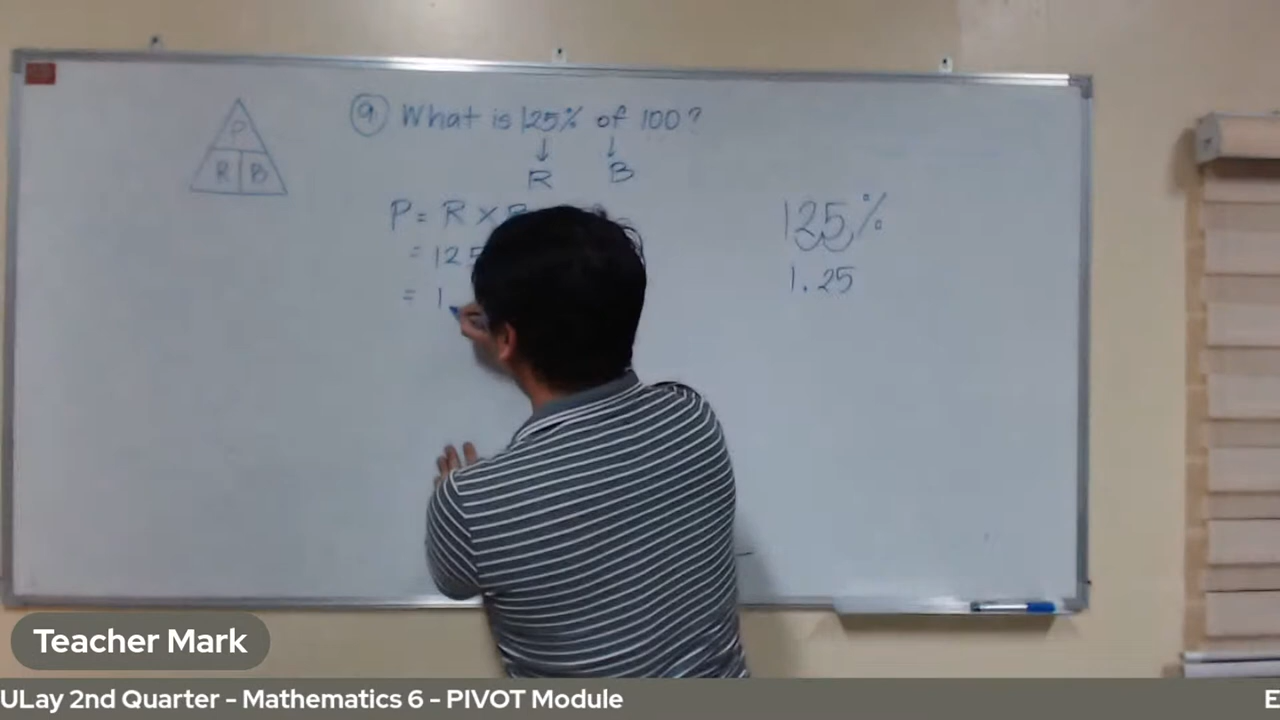 P
R B
9 What is 125% of 100?
↓ ↓
R B
P = R ×
= 125
= 1.
125%
1.25
Teacher Mark
ULay 2nd Quarter - Mathematics 6 - PIVOT Module
E